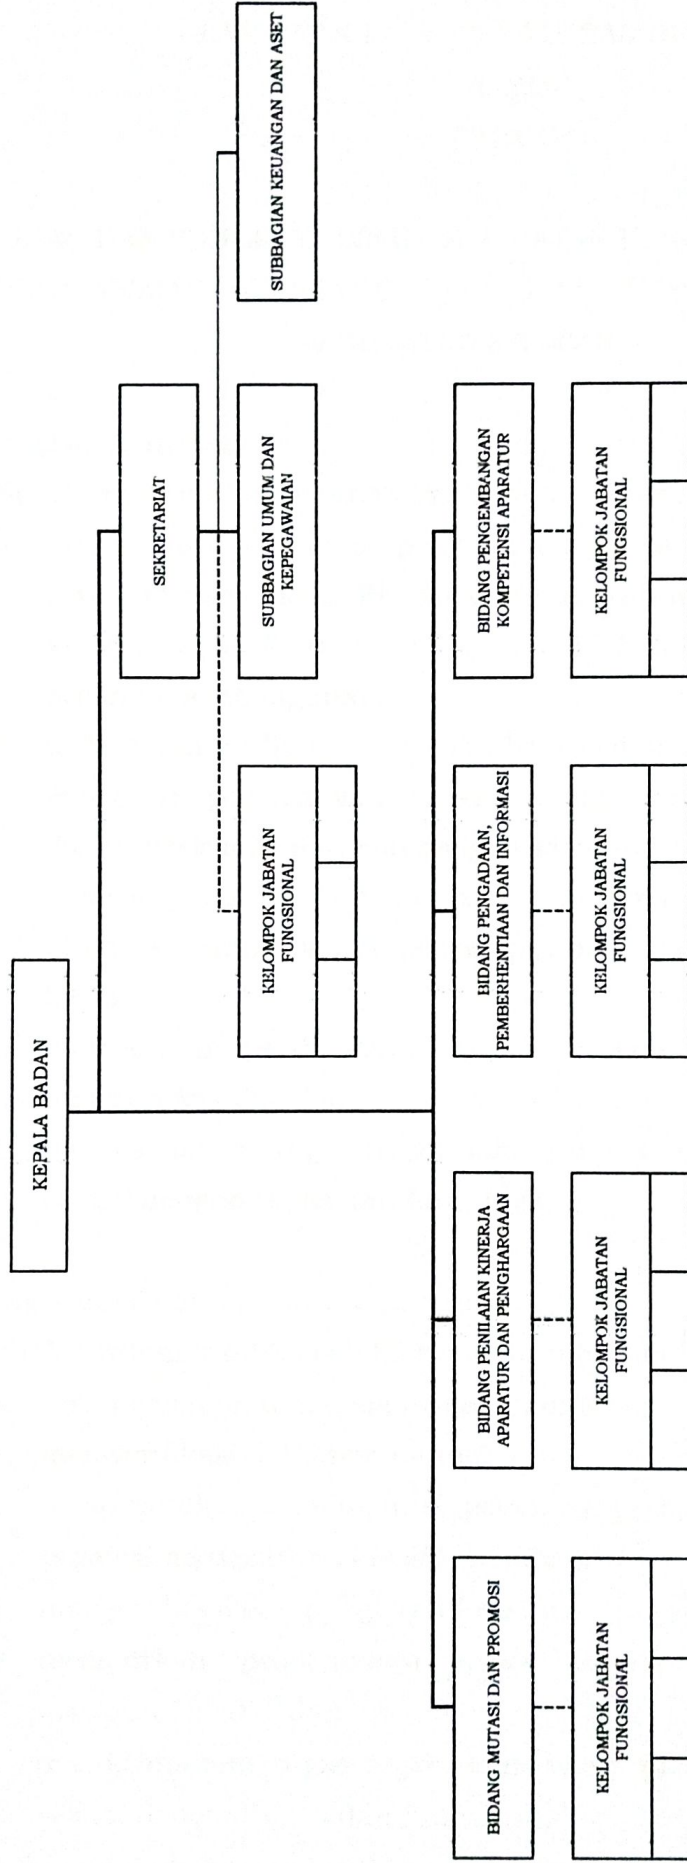 KEPALA BADAN
SEKRETARIAT
KELOMPOK JABATAN
FUNGSIONAL
SUBBAGIAN UMUM DAN
KEPEGAWAIAN
SUBBAGIAN KEUANGAN DAN ASET
BIDANG MUTASI DAN PROMOSI
BIDANG PENILAIAN KINERJA
APARATUR DAN PENGHARGAAN
BIDANG PENGADAAN,
PEMBERHENTIAAN DAN INFORMASI
BIDANG PENGEMBANGAN
KOMPETENSI APARATUR
KELOMPOK JABATAN
FUNGSIONAL
KELOMPOK JABATAN
FUNGSIONAL
KELOMPOK JABATAN
FUNGSIONAL
KELOMPOK JABATAN
FUNGSIONAL